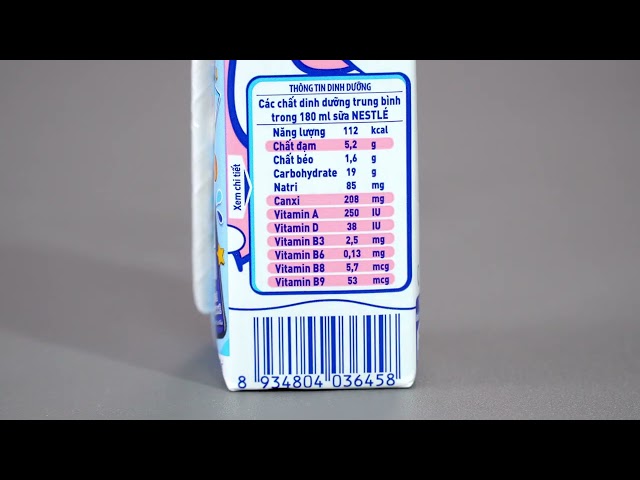 THÔNG TIN DINH DƯỠNG
Các chất dinh dưỡng trung bình
trong 180 ml sữa NESTLÉ
Năng lượng 112 kcal
Chất đạm 5,2 g
Chất béo 1,6 g
Carbohydrate 19 g
Natri 85 mg
Canxi 208 mg
Vitamin A 250 IU
Vitamin D 38 IU
Vitamin B3 2,5 mg
Vitamin B6 0,13 mg
Vitamin B8 5,7 mcg
Vitamin B9 53 mcg
Xem chi tiết
8 934804 036458